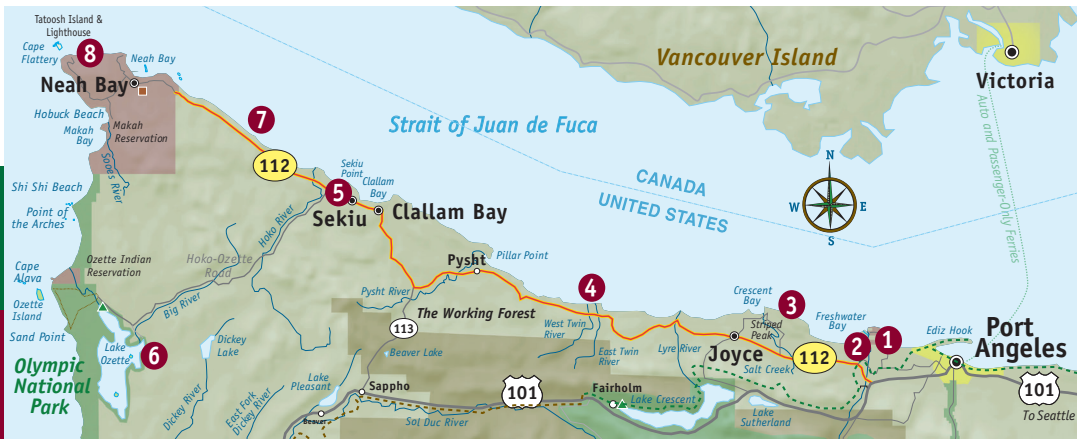 Tatoosh Island &
Lighthouse
Cape
Flattery
8
Neah Bay
Neah Bay
Hobuck Beach
Makah
Bay
Makah
Reservation
Sooes River
Shi Shi Beach
Point of
the Arches
Cape
Alava
Ozette Indian
Reservation
Ozette
Island
Sand Point
Olympic
National
Park
Lake
Ozette
6
Big River
Hoko-Ozette
Road
Hoko River
7
112
Sekiu
Point
5
Sekiu
Clallam
Bay
Clallam Bay
Strait of Juan de Fuca
Vancouver Island
Victoria
Auto and Passenger-Only Ferries
CANADA
UNITED STATES
N
W
E
S
Pysht
Pillar Point
Pysht River
The Working Forest
113
Beaver Lake
Dickey
Lake
Lake
Pleasant
Sappho
Beaver
Dickey River
East Fork
Dickey River
Sol Duc River
101
4
West Twin
River
East Twin
River
Lyre River
Fairholm
Lake Crescent
Crescent
Bay
3
Striped
Peak
Joyce
Salt Creek
112
Freshwater
Bay
2
1
Lake
Sutherland
Ediz Hook
Port
Angeles
101
To Seattle